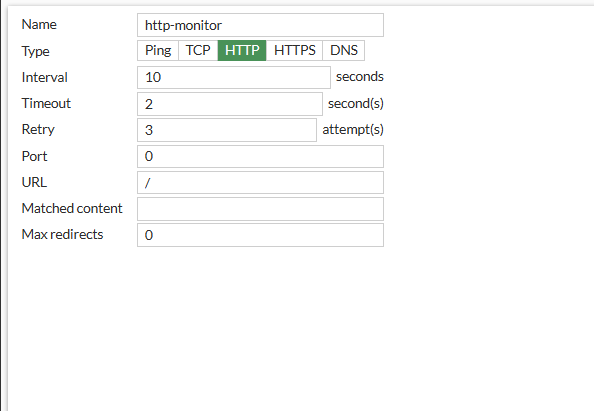 Name http-monitor
Type Ping TCP HTTP HTTPS DNS
Interval 10 seconds
Timeout 2 second(s)
Retry 3 attempt(s)
Port 0
URL /
Matched content
Max redirects 0